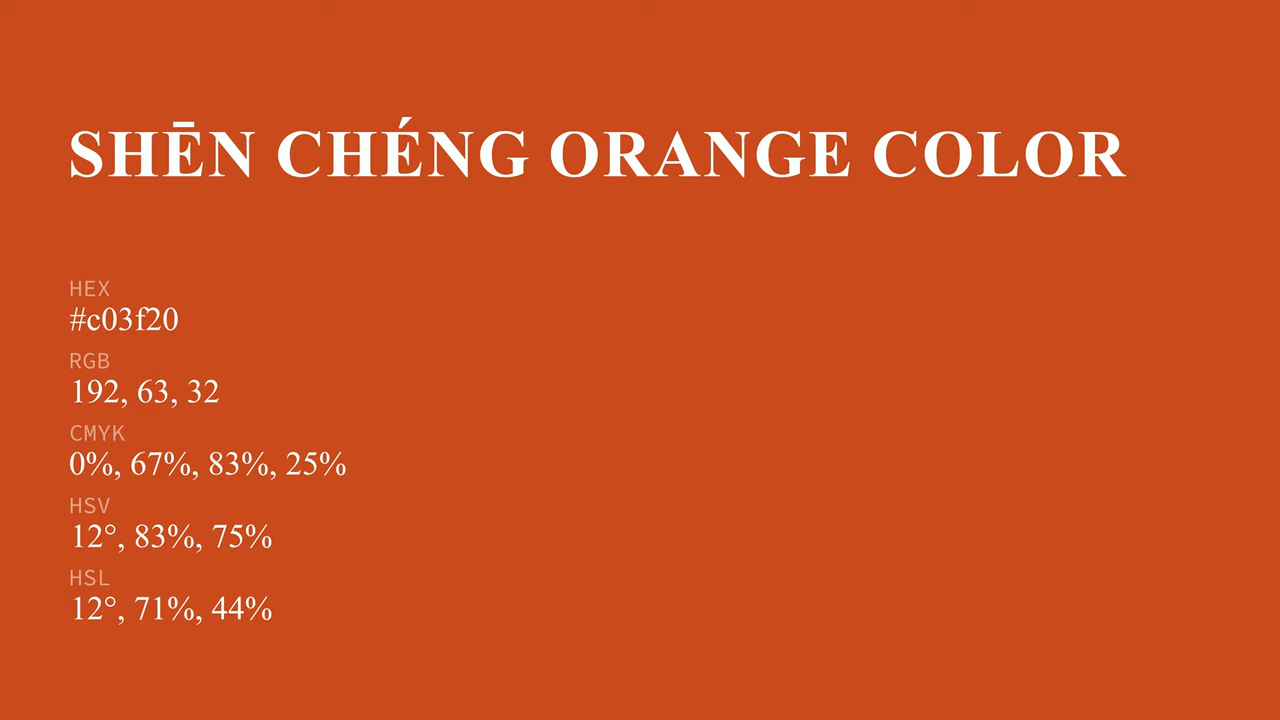 SHĒN CHÉNG ORANGE COLOR
HEX
#c03f20
RGB
192, 63, 32
CMYK
0%, 67%, 83%, 25%
HSV
12°, 83%, 75%
HSL
12°, 71%, 44%